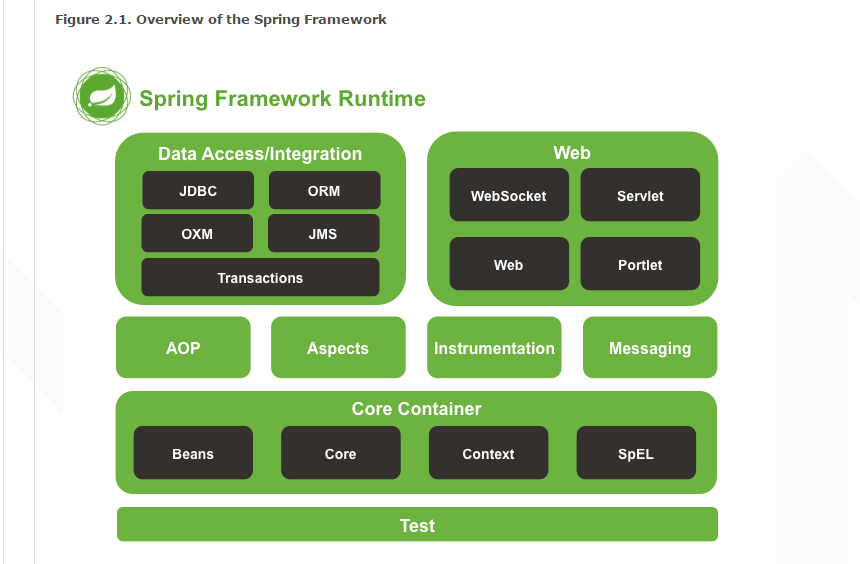 Figure 2.1. Overview of the Spring Framework
Spring Framework Runtime
Data Access/Integration
JDBC
ORM
OXM
JMS
Transactions
Web
WebSocket
Servlet
Web
Portlet
AOP
Aspects
Instrumentation
Messaging
Core Container
Beans
Core
Context
SpEL
Test